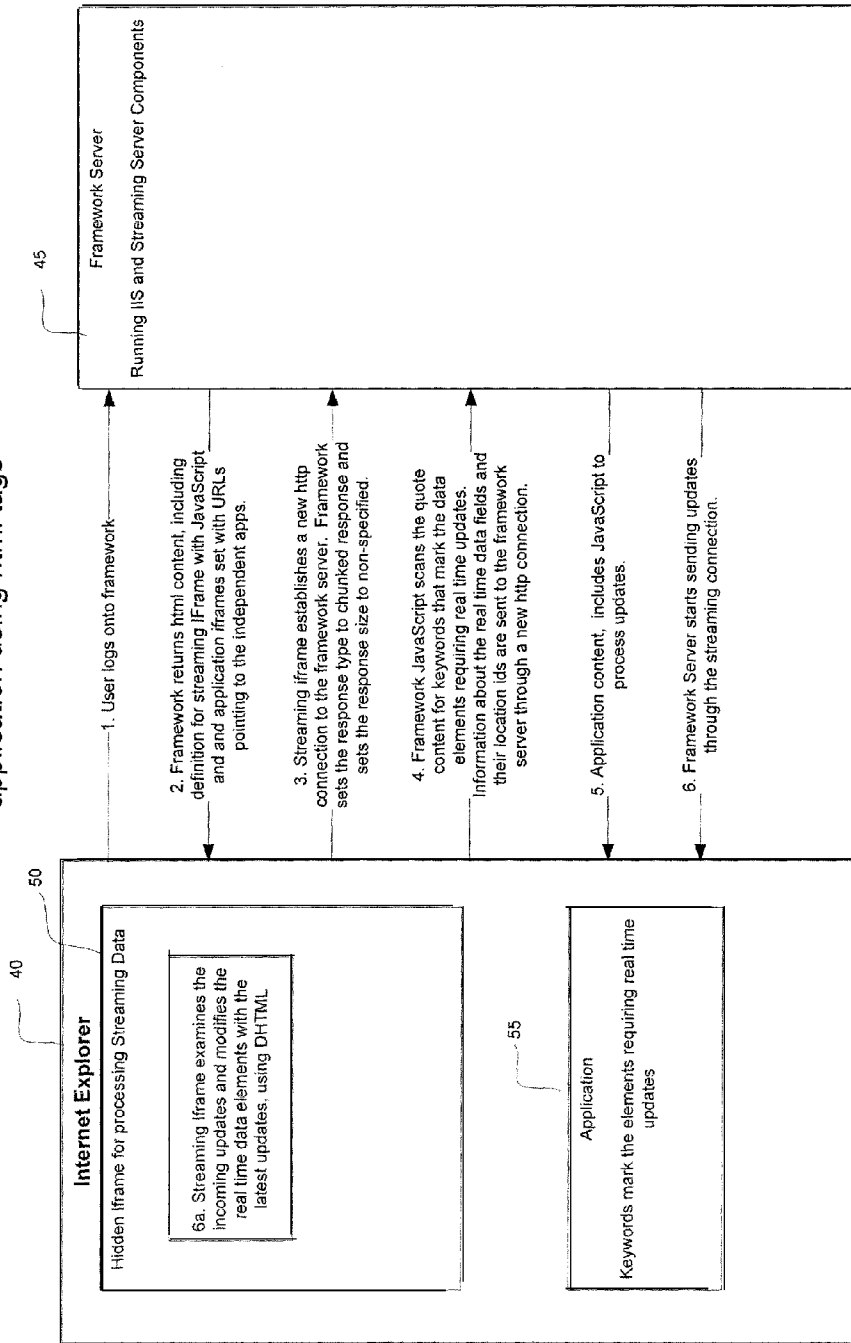 application using html tags
40
50
45
Internet Explorer
Hidden Iframe for processing Streaming Data
6a. Streaming Iframe examines the
incoming updates and modifies the
real time data elements with the
latest updates, using DHTML
55
Application
Keywords mark the elements requiring real time
updates
1. User logs onto framework
2. Framework returns html content, including
definition for streaming IFrame with JavaScript
and and application iframes set with URLs
pointing to the independent apps.
3. Streaming iframe establishes a new http
connection to the framework server. Framework
sets the response type to chunked response and
sets the response size to non-specified.
4. Framework JavaScript scans the quote
content for keywords that mark the data
elements requiring real time updates.
Information about the real time data fields and
their location ids are sent to the framework
server through a new http connection.
5. Application content, includes JavaScript to
process updates.
6. Framework Server starts sending updates
through the streaming connection.
Framework Server
Running IIS and Streaming Server Components